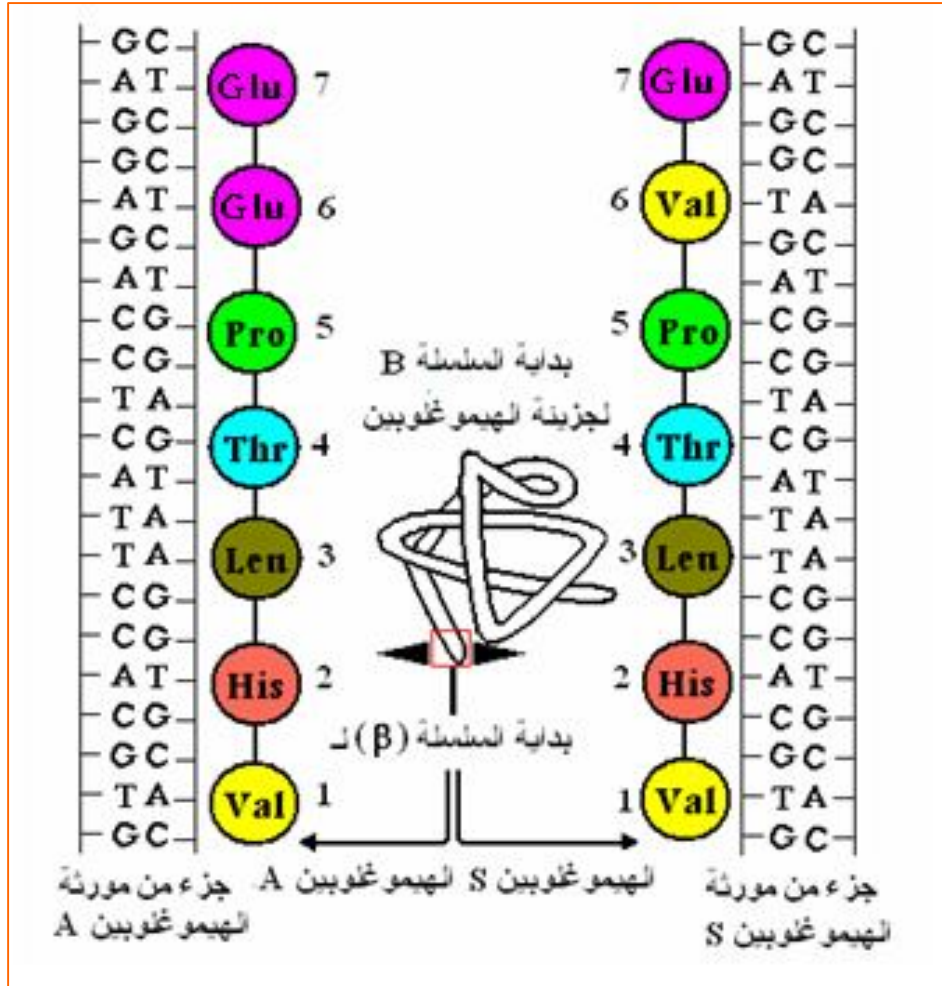 GC
AT
GC
GC
AT
GC
AT
CG
CG
TA
CG
AT
TA
TA
CG
CG
AT
CG
GC
TA
GC
Glu 7
Glu 6
Pro 5
Thr 4
Len 3
His 2
Val 1
بداية السلسلة B
لجزيئة الهيموغلوبين
بداية السلسلة (β) لـ
7 Glu
6 Val
5 Pro
4 Thr
3 Len
2 His
1 Val
GC
AT
GC
GC
TA
GC
AT
CG
CG
TA
CG
AT
TA
TA
CG
CG
AT
CG
GC
TA
GC
الهيموغلوبين S
الهيموغلوبين A
جزء من مورثة
الهيموغلوبين S
جزء من مورثة
الهيموغلوبين A